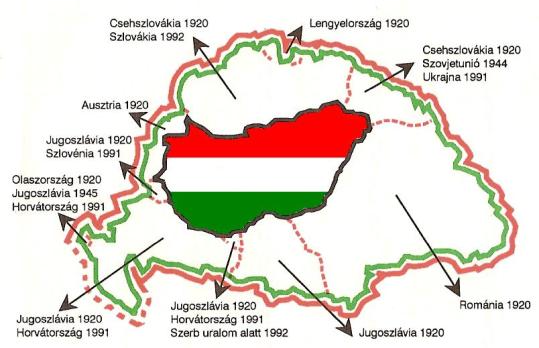 Csehszlovákia 1920
Szlovákia 1992
Lengyelország 1920
Csehszlovákia 1920
Szovjetunió 1944
Ukrajna 1991
Ausztria 1920
Jugoszlávia 1920
Szlovénia 1991
Olaszország 1920
Jugoszlávia 1945
Horvátország 1991
Jugoszlávia 1920
Horvátország 1991
Jugoszlávia 1920
Horvátország 1991
Szerb uralom alatt 1992
Jugoszlávia 1920
Románia 1920